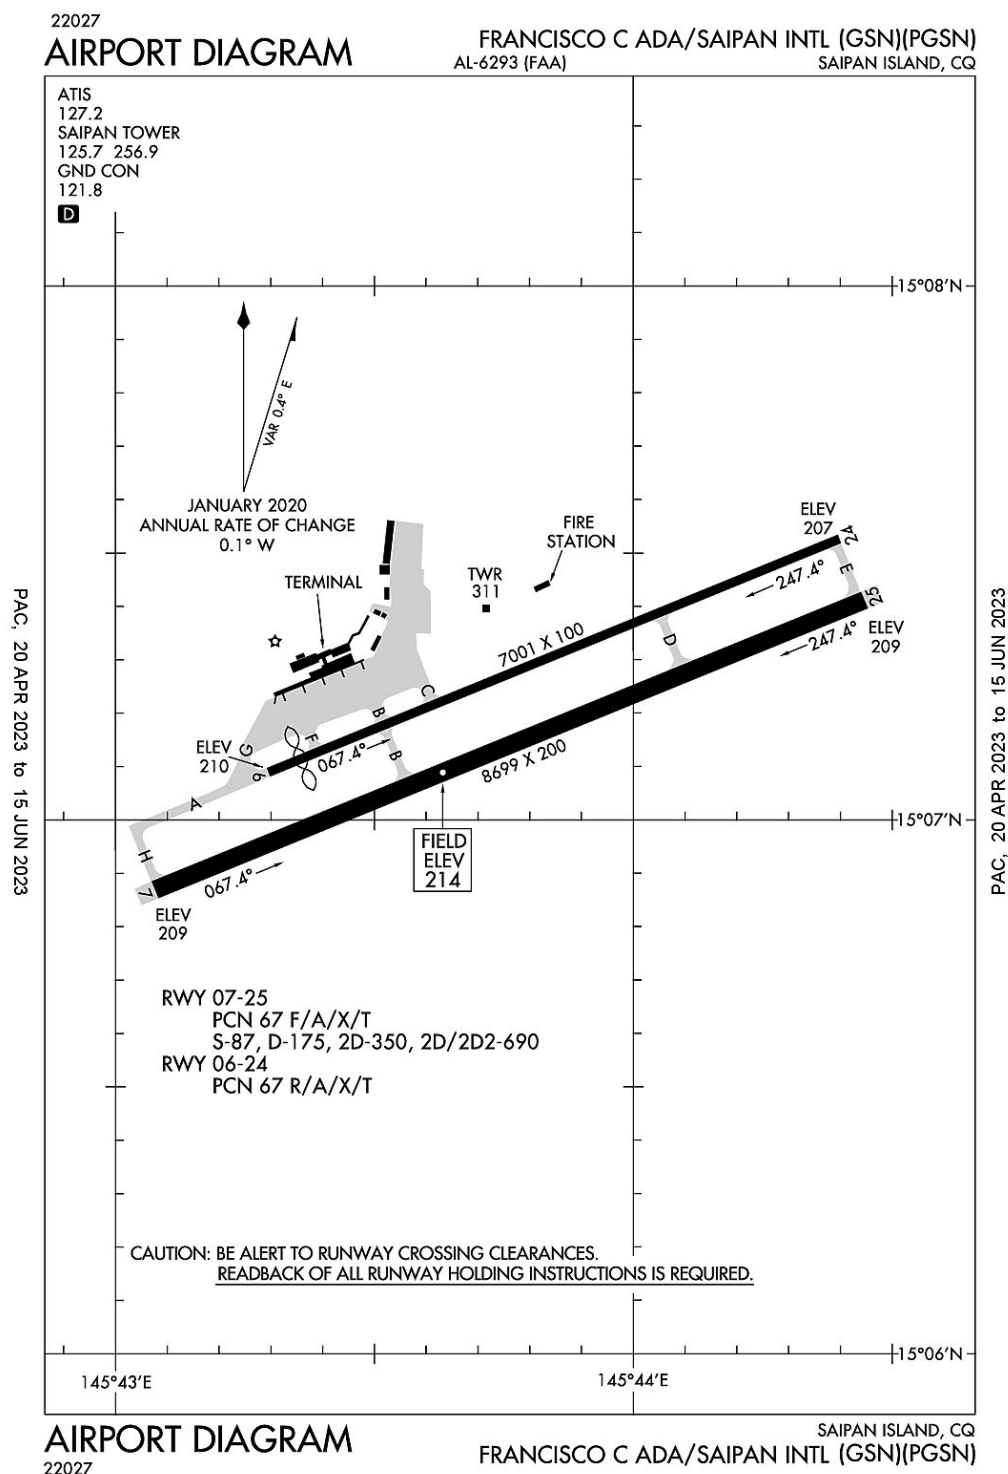 22027
AIRPORT DIAGRAM
FRANCISCO C ADA/SAIPAN INTL (GSN)(PGSN)
AL-6293 (FAA)
SAIPAN ISLAND, CQ
ATIS
127.2
SAIPAN TOWER
125.7 256.9
GND CON
121.8
D
15°08'N
VAR 0.4° E
JANUARY 2020
ANNUAL RATE OF CHANGE
0.1° W
FIRE
STATION
ELEV
207
24
TERMINAL
TWR
311
247.4°
E
25
ELEV
209
247.4°
7001 X 100
D
C
B
G
F
ELEV
210
6
067.4°
B
8699 X 200
A
15°07'N
FIELD
ELEV
214
H
067.4°
7
ELEV
209
RWY 07-25
PCN 67 F/A/X/T
S-87, D-175, 2D-350, 2D/2D2-690
RWY 06-24
PCN 67 R/A/X/T
CAUTION: BE ALERT TO RUNWAY CROSSING CLEARANCES.
READBACK OF ALL RUNWAY HOLDING INSTRUCTIONS IS REQUIRED.
15°06'N
145°43'E
145°44'E
PAC, 20 APR 2023 to 15 JUN 2023
PAC, 20 APR 2023 to 15 JUN 2023
AIRPORT DIAGRAM
22027
SAIPAN ISLAND, CQ
FRANCISCO C ADA/SAIPAN INTL (GSN)(PGSN)